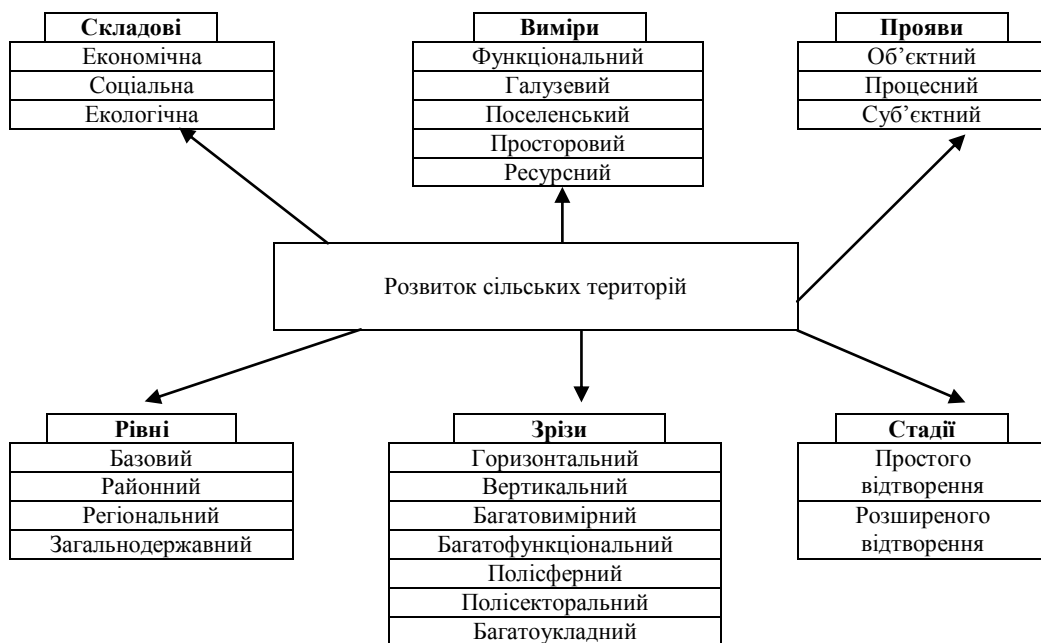 Складові
Економічна
Соціальна
Екологічна
Виміри
Функціональний
Галузевий
Поселенський
Просторовий
Ресурсний
Прояви
Об’єктний
Процесний
Суб’єктний
Розвиток сільських територій
Рівні
Базовий
Районний
Регіональний
Загальнодержавний
Зрізи
Горизонтальний
Вертикальний
Багатовимірний
Багатофункціональний
Полісферний
Полісекторальний
Багатоукладний
Стадії
Простого
відтворення
Розширеного
відтворення